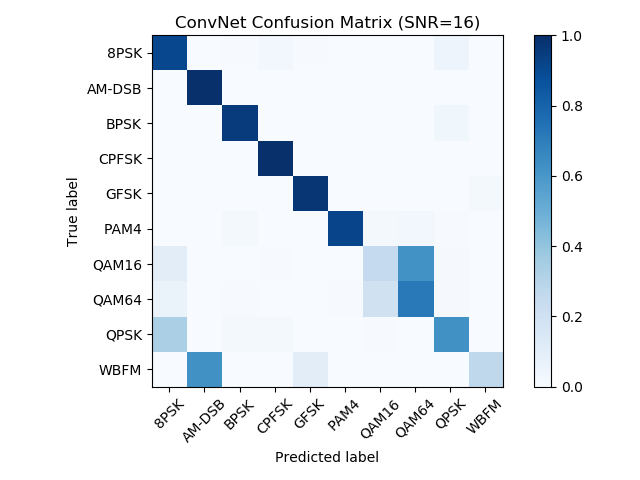 ConvNet Confusion Matrix (SNR=16)
8PSK
AM-DSB
BPSK
CPFSK
GFSK
PAM4
QAM16
QAM64
QPSK
WBFM
True label
8PSK
AM-DSB
BPSK
CPFSK
GFSK
PAM4
QAM16
QAM64
QPSK
WBFM
Predicted label
1.0
0.8
0.6
0.4
0.2
0.0